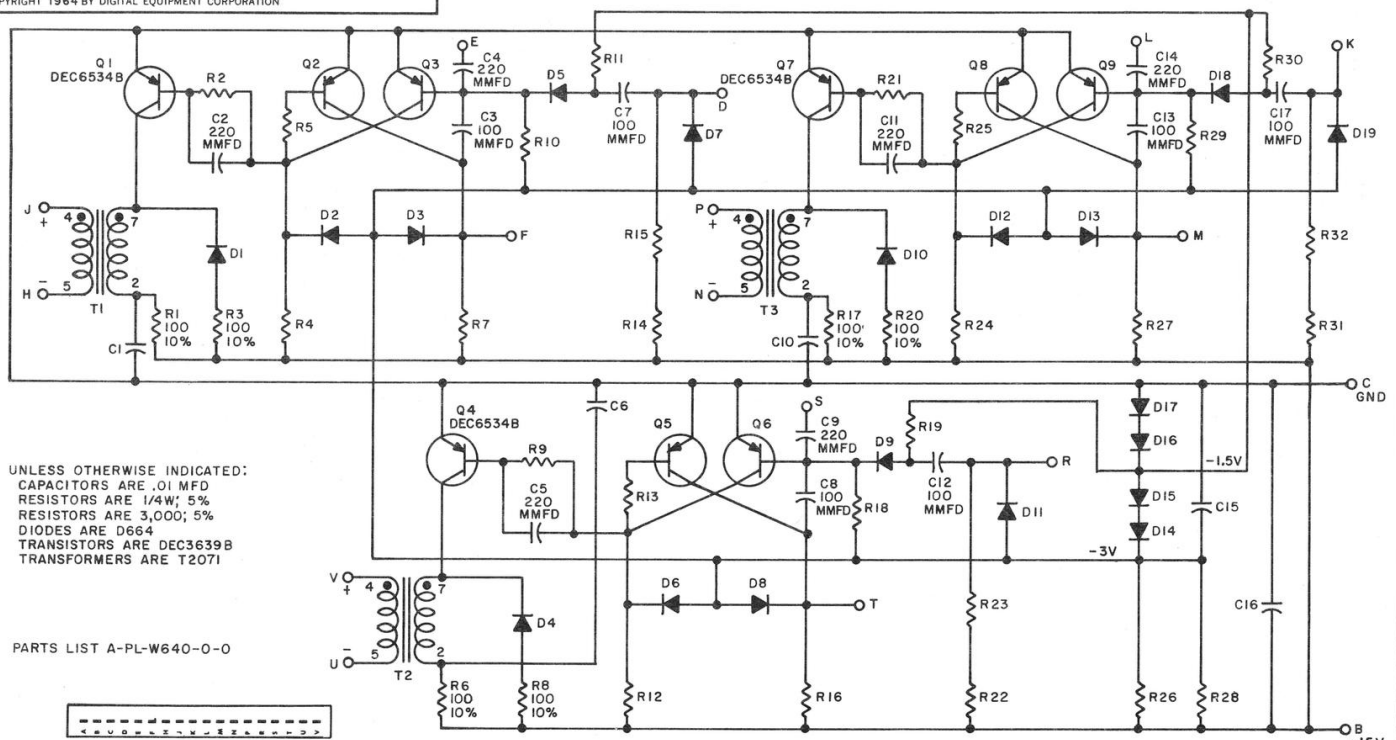 COPYRIGHT 1964 BY DIGITAL EQUIPMENT CORPORATION
Q1
DEC6534B
R2
C2
220
MMFD
Q2
Q3
R5
E
C4
220
MMFD
C3
100
MMFD
D5
R10
R11
C7
100
MMFD
D
D7
Q7
DEC6534B
R21
C11
220
MMFD
Q8
Q9
R25
L
C14
220
MMFD
C13
100
MMFD
D18
R29
R30
C17
100
MMFD
K
D19
J
+
4
7
H
-
5
2
T1
D1
C1
R1
100
10%
R3
100
10%
D2
D3
F
R4
R7
R15
R14
P
+
4
7
N
-
5
2
T3
D10
C10
R17
100
10%
R20
100
10%
D12
D13
M
R24
R27
R32
R31
C
GND
Q4
DEC6534B
R9
C5
220
MMFD
C6
Q5
Q6
R13
S
C9
220
MMFD
C8
100
MMFD
D9
R18
R19
C12
100
MMFD
R
D11
D17
D16
-1.5V
D15
D14
-3V
C15
C16
UNLESS OTHERWISE INDICATED:
CAPACITORS ARE .01 MFD
RESISTORS ARE 1/4W; 5%
RESISTORS ARE 3,000; 5%
DIODES ARE D664
TRANSISTORS ARE DEC3639B
TRANSFORMERS ARE T2071
V
+
4
7
U
-
5
2
T2
D4
R6
100
10%
R8
100
10%
D6
D8
T
R12
R16
R23
R22
R26
R28
B
PARTS LIST A-PL-W640-0-0